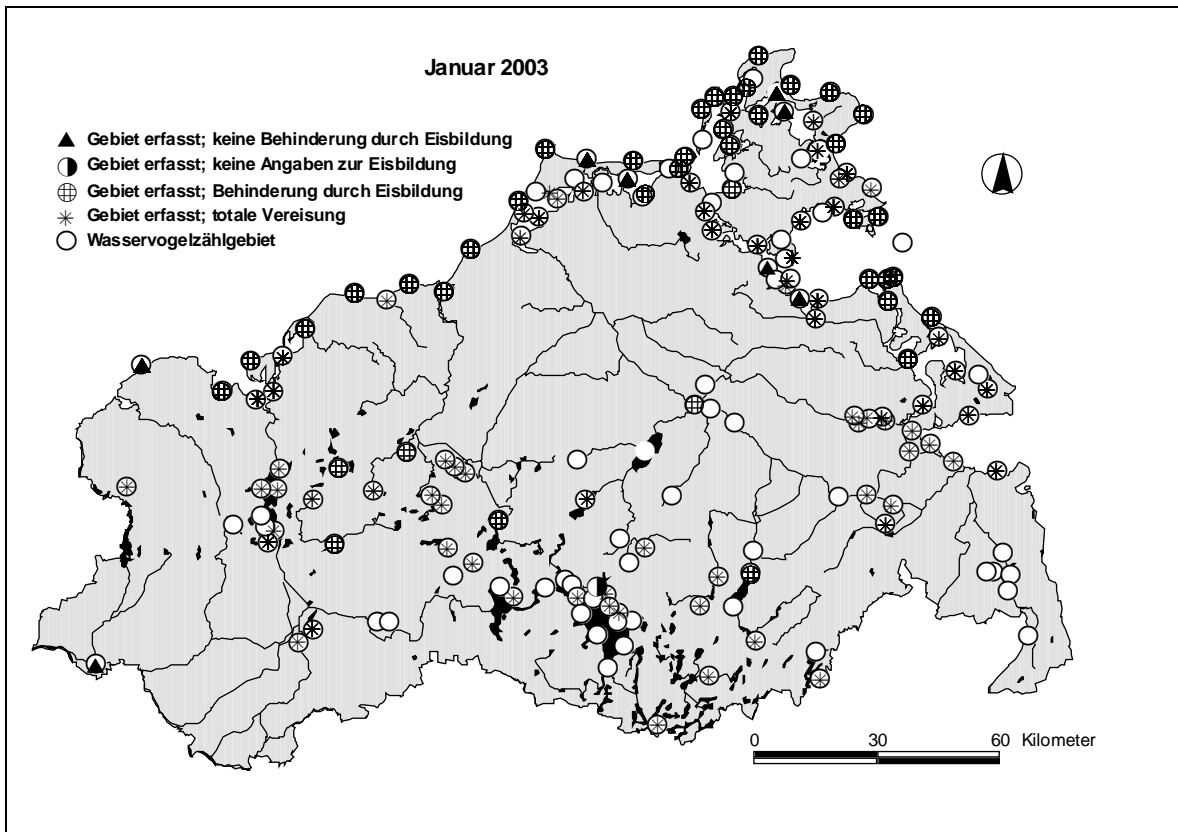 Januar 2003
Gebiet erfasst; keine Behinderung durch Eisbildung
Gebiet erfasst; keine Angaben zur Eisbildung
Gebiet erfasst; Behinderung durch Eisbildung
Gebiet erfasst; totale Vereisung
Wasservogelzählgebiet
0 30 60 Kilometer